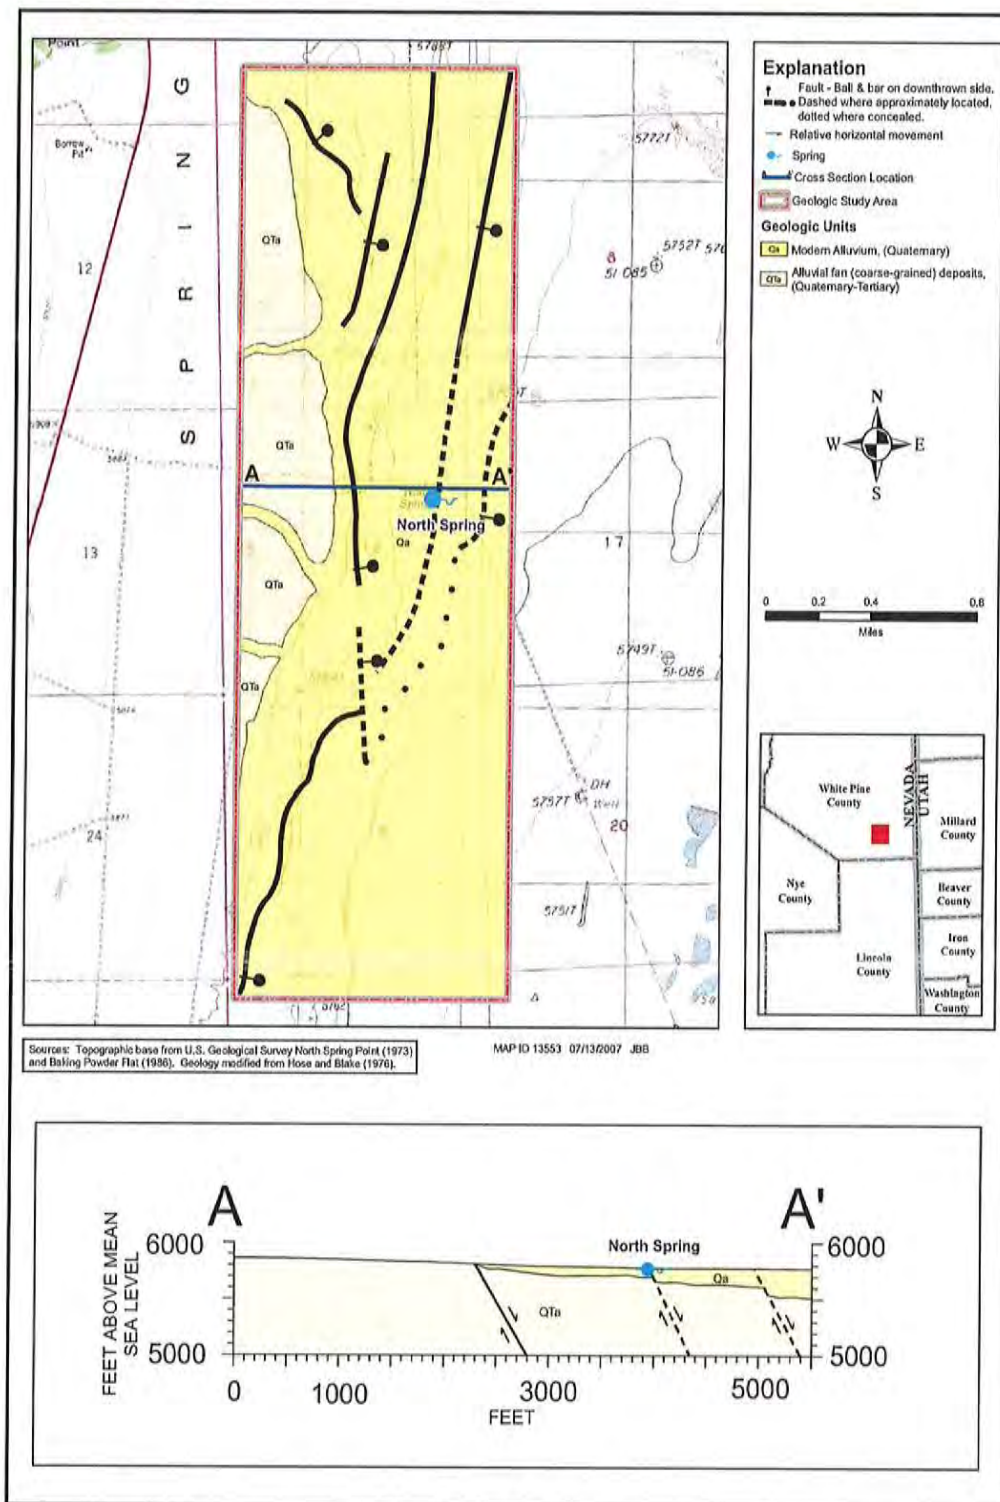 Point
5788T
S P R I N G
Borrow
Pit
5772T
12
QTa
8
5752T
51-085
QTa
A
A'
North Spring
Qa
13
17
QTa
5749T
51-086
QTa
DH
Well
5757T
24
20
5751T
5762
Explanation
Fault - Ball & bar on downthrown side.
Dashed where approximately located,
dotted where concealed.
Relative horizontal movement
Spring
Cross Section Location
Geologic Study Area
Geologic Units
Qa Modern Alluvium, (Quaternary)
QTa Alluvial fan (coarse-grained) deposits,
(Quaternary-Tertiary)
N
W E
S
0 0.2 0.4 0.8
Miles
White Pine
County
NEVADA
UTAH
Millard
County
Nye
County
Beaver
County
Iron
County
Lincoln
County
Washington
County
Sources: Topographic base from U.S. Geological Survey North Spring Point (1973)
and Baking Powder Flat (1986). Geology modified from Hose and Blake (1976).
MAP ID 13553 07/13/2007 JBB
A A'
FEET ABOVE MEAN
SEA LEVEL
6000
5000
North Spring
Qa
QTa
6000
5000
0 1000 3000 5000
FEET